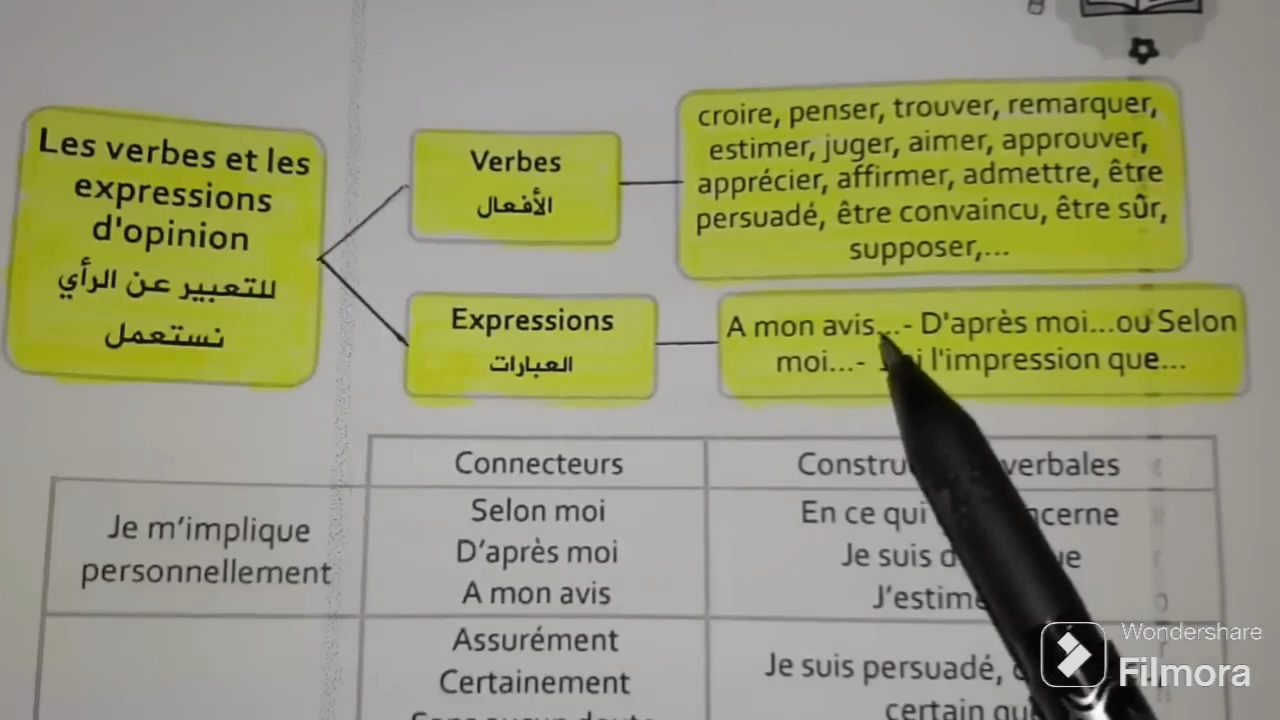 Les verbes et les
expressions
d'opinion
للتعبير عن الرأي
نستعمل
Verbes
الأفعال
croire, penser, trouver, remarquer,
estimer, juger, aimer, approuver,
apprécier, affirmer, admettre, être
persuadé, être convaincu, être sûr,
supposer,...
Expressions
العبارات
A mon avis...- D'après moi...ou Selon
moi...- l'impression que...
Connecteurs
verbales
Je m'implique
personnellement
Selon moi
D'après moi
A mon avis
En ce qui
Je suis
Assurément
Certainement
Sans aucun doute
Je suis persuadé,
certain
Wondershare
Filmora